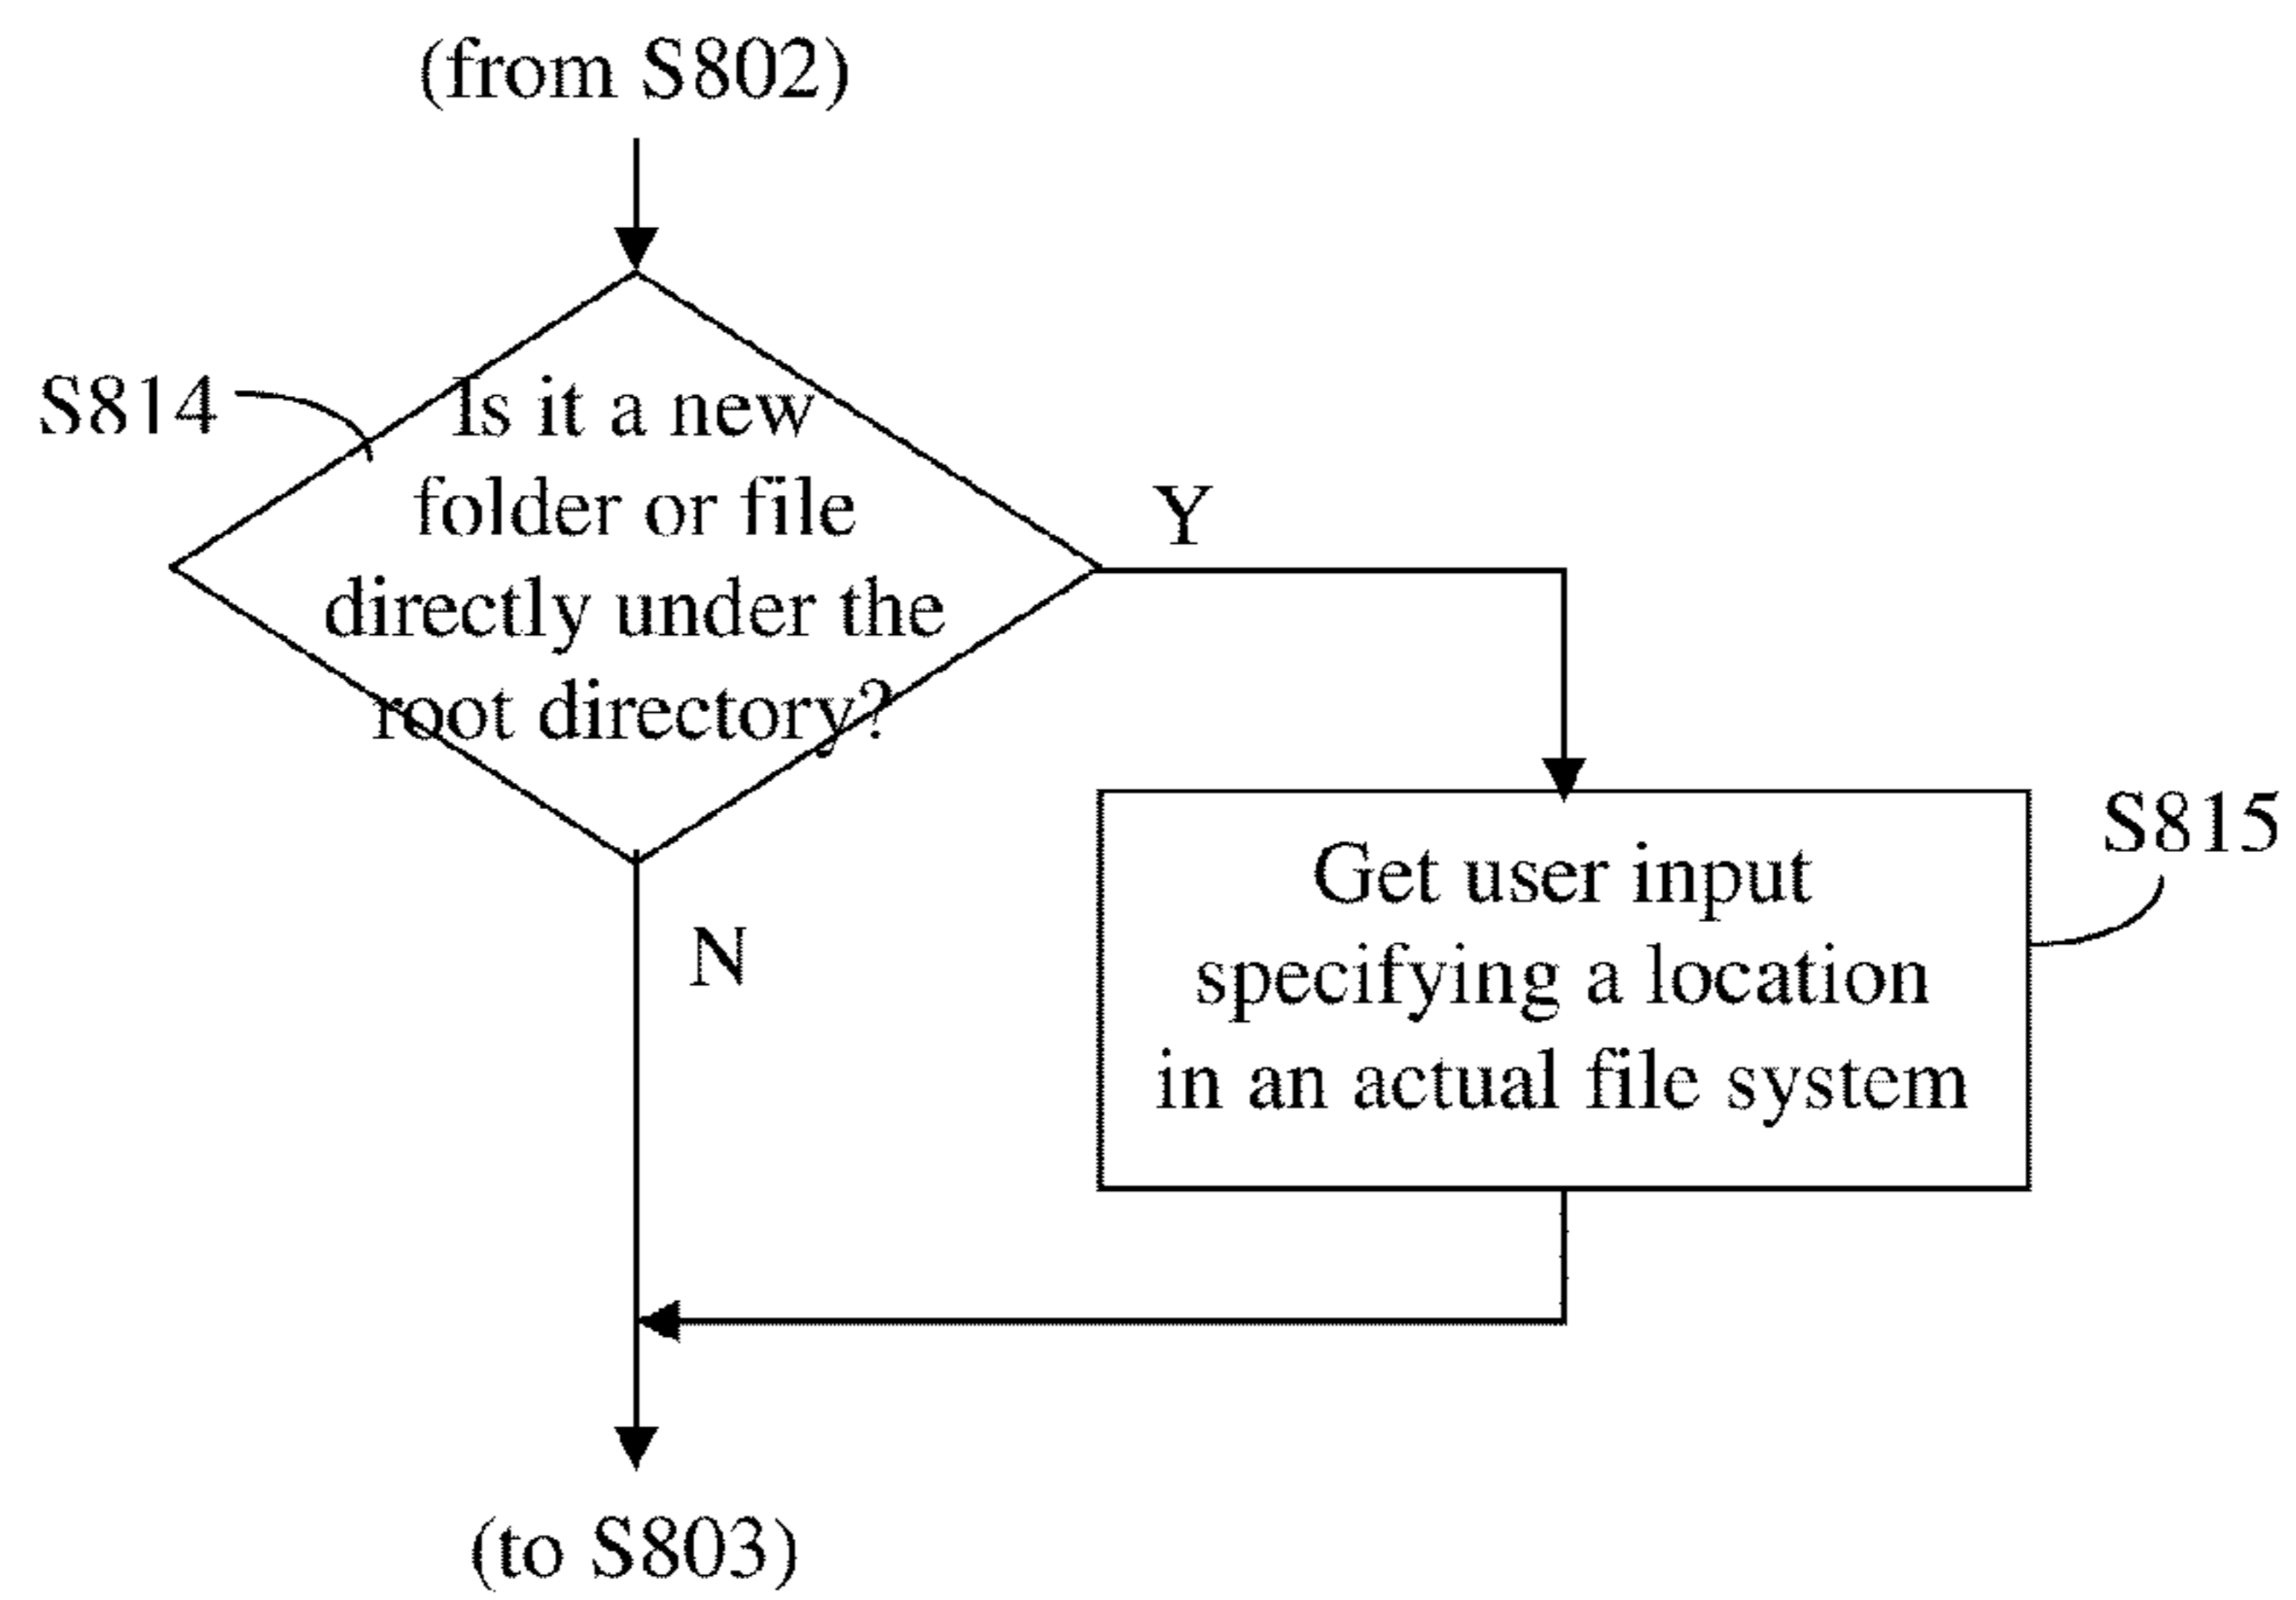 (from S802)
S814
Is it a new
folder or file
directly under the
root directory?
Y
N
S815
Get user input
specifying a location
in an actual file system
(to S803)